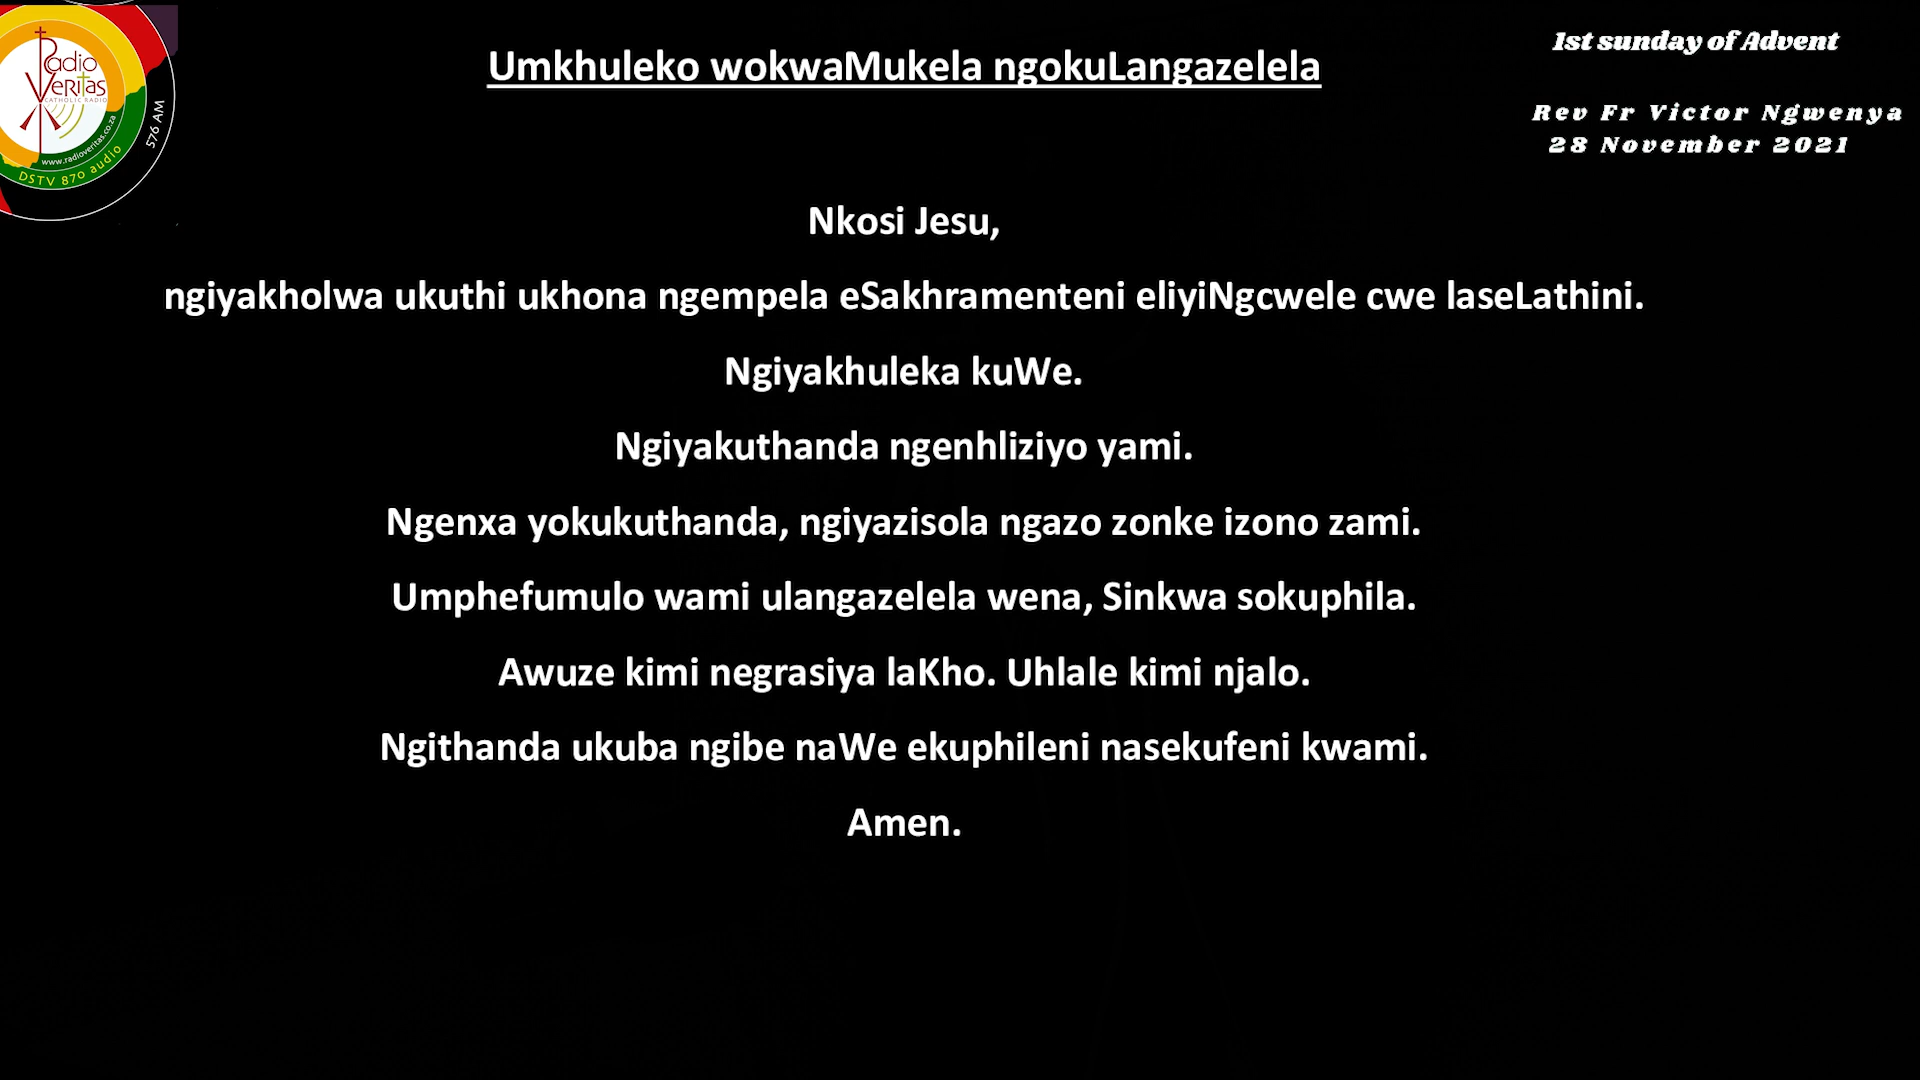 Radio
Veritas
CATHOLIC RADIO
www.radioveritas.co.za
DSTV 870 audio
576 AM
1st sunday of Advent
Rev Fr Victor Ngwenya
28 November 2021
Umkhuleko wokwaMukela ngokuLangazelela
Nkosi Jesu,
ngiyakholwa ukuthi ukhona ngempela eSakhramenteni eliyiNgcwele cwe laseLathini.
Ngiyakhuleka kuWe.
Ngiyakuthanda ngenhliziyo yami.
Ngenxa yokukuthanda, ngiyazisola ngazo zonke izono zami.
Umphefumulo wami ulangazelela wena, Sinkwa sokuphila.
Awuze kimi negrasiya laKho. Uhlale kimi njalo.
Ngithanda ukuba ngibe naWe ekuphileni nasekufeni kwami.
Amen.